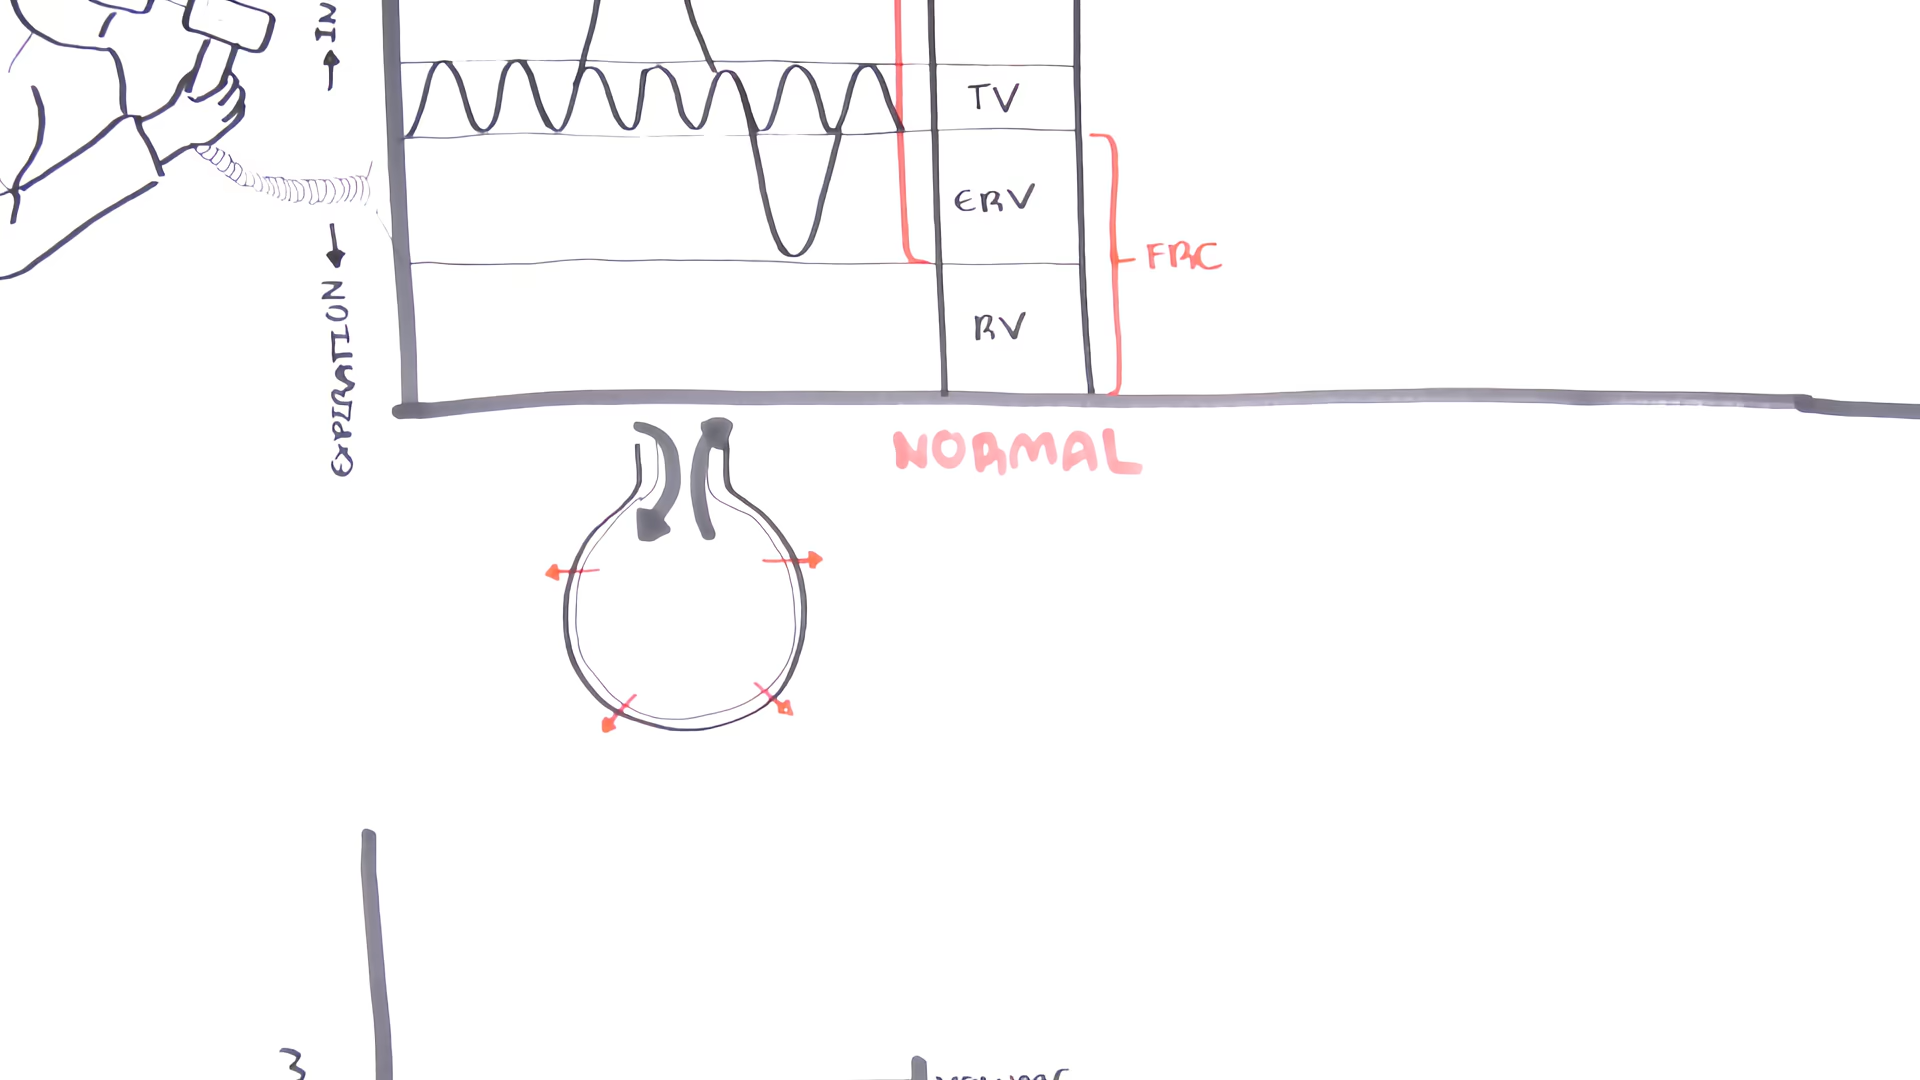 IN
TV
ERV
FRC
RV
EXPIRATION
NORMAL
3